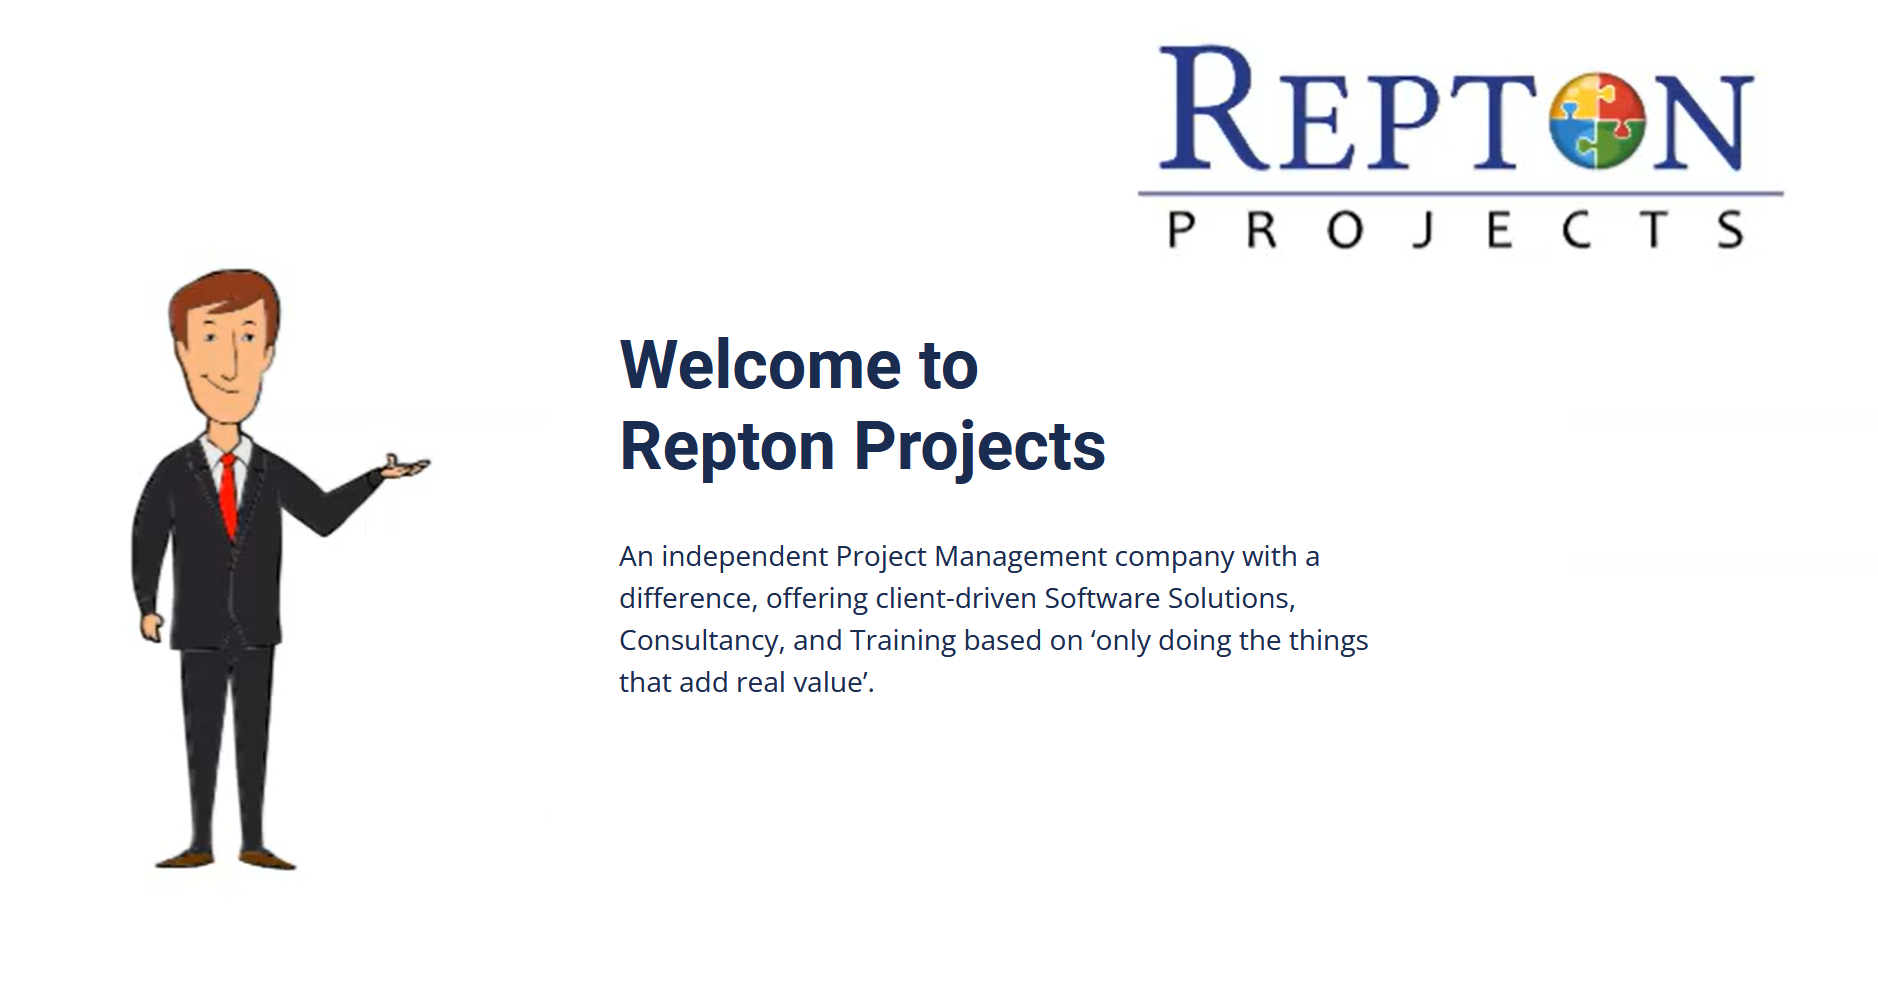 REPTON
PROJECTS
Welcome to
Repton Projects
An independent Project Management company with a
difference, offering client-driven Software Solutions,
Consultancy, and Training based on ‘only doing the things
that add real value’.